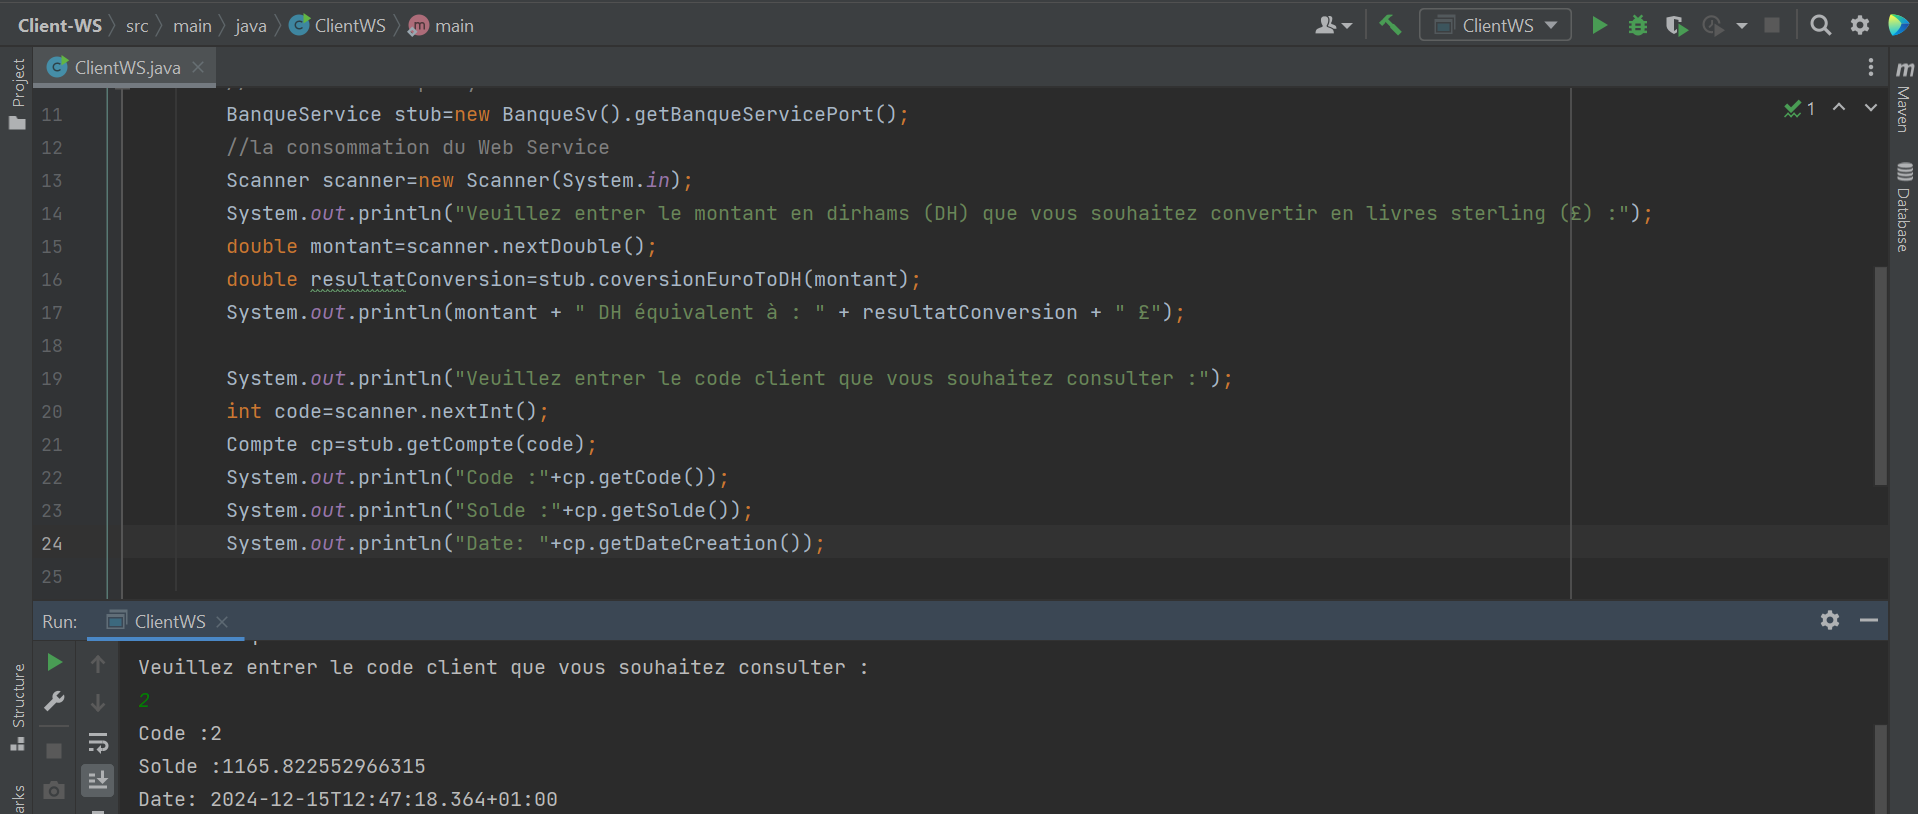 Client-WS src main java ClientWS main
ClientWS
Project
ClientWS.java
Maven
Database
1
11 BanqueService stub=new BanqueSv().getBanqueServicePort();
12 //la consommation du Web Service
13 Scanner scanner=new Scanner(System.in);
14 System.out.println("Veuillez entrer le montant en dirhams (DH) que vous souhaitez convertir en livres sterling (£) :");
15 double montant=scanner.nextDouble();
16 double resultatConversion=stub.coversionEuroToDH(montant);
17 System.out.println(montant + " DH équivalent à : " + resultatConversion + " £");
18
19 System.out.println("Veuillez entrer le code client que vous souhaitez consulter :");
20 int code=scanner.nextInt();
21 Compte cp=stub.getCompte(code);
22 System.out.println("Code :"+cp.getCode());
23 System.out.println("Solde :"+cp.getSolde());
24 System.out.println("Date: "+cp.getDateCreation());
25
Run: ClientWS
Structure
Veuillez entrer le code client que vous souhaitez consulter :
2
Code :2
Solde :1165.822552966315
Date: 2024-12-15T12:47:18.364+01:00